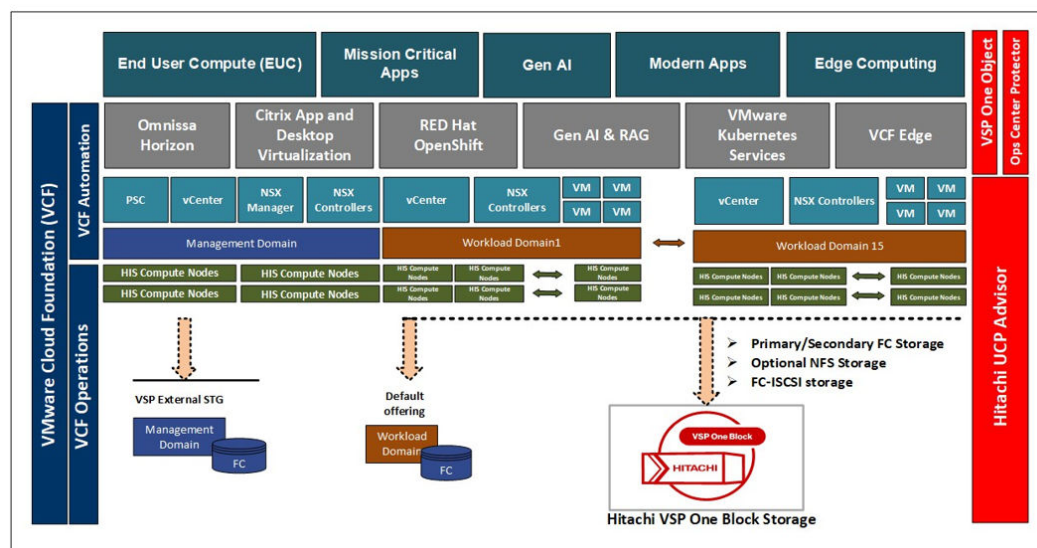 End User Compute (EUC)
Mission Critical
Apps
Gen AI
Modern Apps
Edge Computing
VSP One Object
Ops Center Protector
VMware Cloud Foundation (VCF)
VCF Automation
Omnissa
Horizon
Citrix App and
Desktop
Virtualization
RED Hat
OpenShift
Gen AI & RAG
VMware
Kubernetes
Services
VCF Edge
PSC
vCenter
NSX
Manager
NSX
Controllers
vCenter
NSX
Controllers
VM
VM
VM
VM
vCenter
NSX Controllers
VM
VM
VM
VM
Management Domain
Workload Domain1
Workload Domain 15
Hitachi UCP Advisor
VCF Operations
HIS Compute Nodes
HIS Compute Nodes
HIS Compute
Nodes
HIS Compute
Nodes
HIS Compute
Nodes
HIS Compute Nodes
HIS Compute Nodes
HIS Compute Nodes
HIS Compute Nodes
HIS Compute Nodes
HIS Compute
Nodes
HIS Compute
Nodes
HIS Compute
Nodes
HIS Compute Nodes
HIS Compute Nodes
HIS Compute Nodes
➢ Primary/Secondary FC Storage
➢ Optional NFS Storage
➢ FC-ISCSI storage
VSP External STG
Management
Domain
FC
Default
offering
Workload
Domain
FC
VSP One Block
HITACHI
Hitachi VSP One Block Storage